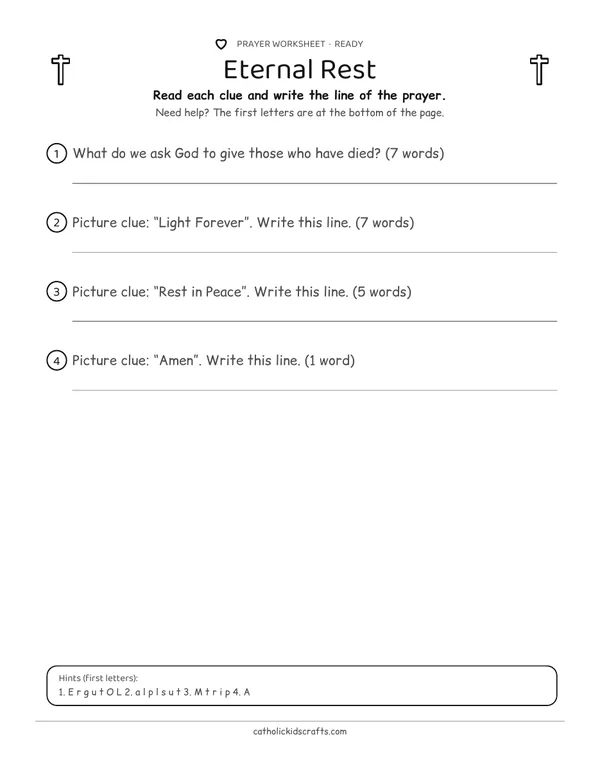 PRAYER WORKSHEET · READY
Eternal Rest
Read each clue and write the line of the prayer.
Need help? The first letters are at the bottom of the page.
1 What do we ask God to give those who have died? (7 words)
2 Picture clue: "Light Forever". Write this line. (7 words)
3 Picture clue: "Rest in Peace". Write this line. (5 words)
4 Picture clue: "Amen". Write this line. (1 word)
Hints (first letters):
1. E r g u t O L 2. a l p l s u t 3. M t r i p 4. A
catholickidscrafts.com